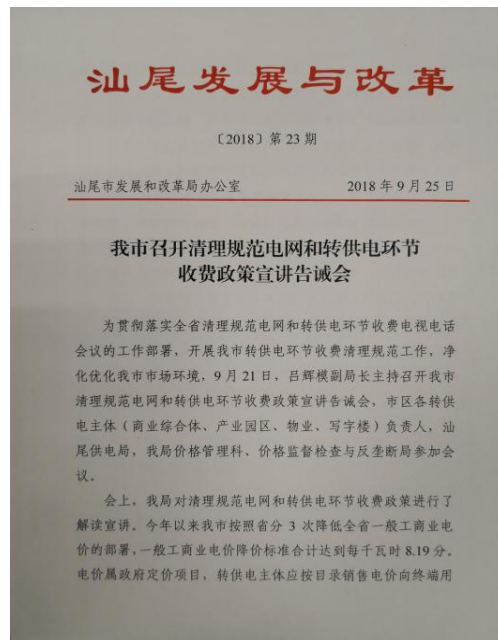 汕尾发展与改革
〔2018〕第 23 期
汕尾市发展和改革局办公室 2018 年 9 月 25 日
我市召开清理规范电网和转供电环节
收费政策宣讲告诫会
为贯彻落实全省清理规范电网和转供电环节收费电视电话
会议的工作部署，开展我市转供电环节收费清理规范工作，净
化优化我市市场环境，9 月 21 日，吕辉模副局长主持召开我市
清理规范电网和转供电环节收费政策宣讲告诫会，市区各转供
电主体（商业综合体、产业园区、物业、写字楼）负责人，汕
尾供电局，我局价格管理科、价格监督检查与反垄断局参加会
议。
会上，我局对清理规范电网和转供电环节收费政策进行了
解读宣讲。今年以来我市按照省分 3 次降低全省一般工商业电
价的部署，一般工商业电价降价标准合计达到每千瓦时 8.19 分。
电价属政府定价项目，转供电主体应按目录销售电价向终端用